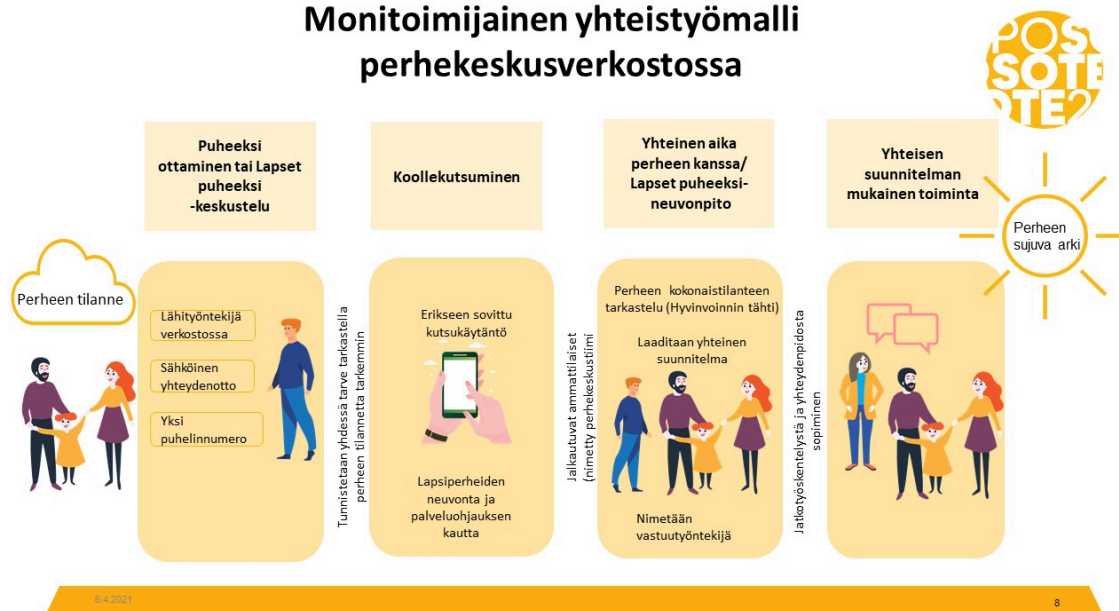 Monitoimijainen yhteistyömalli
perhekeskusverkostossa
POS
SOTE
OTE2
Puheeksi
ottaminen tai Lapset
puheeksi
-keskustelu
Koollekutsuminen
Yhteinen aika
perheen kanssa/
Lapset puheeksi-
neuvonpito
Yhteisen
suunnitelman
mukainen toiminta
Perheen
sujuva arki
Perheen tilanne
Lähityöntekijä
verkostossa
Sähköinen
yhteydenotto
Yksi
puhelinnumero
Tunnistetaan yhdessä tarve tarkastella
perheen tilannetta tarkemmin
Erikseen sovittu
kutsukäytäntö
Lapsiperheiden
neuvonta ja
palveluohjauksen
kautta
Jalkautuvat ammattilaiset
(nimetty perhekeskustiimi
Perheen kokonaistilanteen
tarkastelu (Hyvinvoinnin tähti)
Laaditaan yhteinen
suunnitelma
Nimetään
vastuutyöntekijä
Jatkotyöskentelystä ja yhteydenpidosta
sopiminen
6.4.2021
8